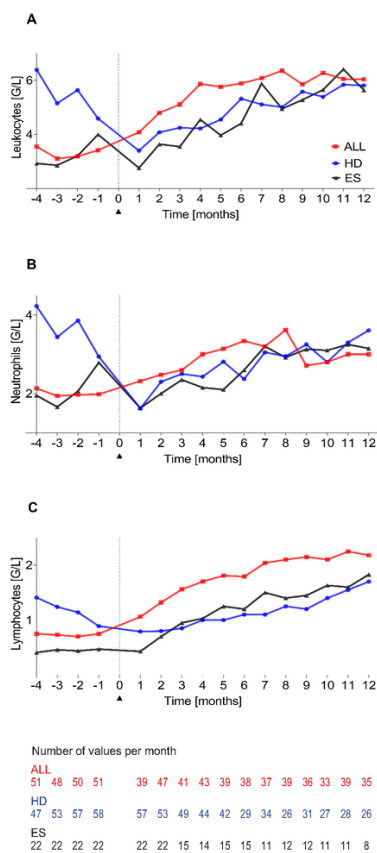 A
Leukocytes [G/L]
6
4
ALL
HD
ES
-4 -3 -2 -1 0 1 2 3 4 5 6 7 8 9 10 11 12
Time [months]
B
Neutrophils [G/L]
4
2
-4 -3 -2 -1 0 1 2 3 4 5 6 7 8 9 10 11 12
Time [months]
C
Lymphocytes [G/L]
2
1
-4 -3 -2 -1 0 1 2 3 4 5 6 7 8 9 10 11 12
Time [months]
Number of values per month
ALL
51 48 50 51 39 47 41 43 39 38 37 39 36 33 39 35
HD
47 53 57 58 57 53 49 44 42 29 34 26 31 27 28 26
ES
22 22 22 22 22 22 15 14 15 15 11 12 12 11 11 8